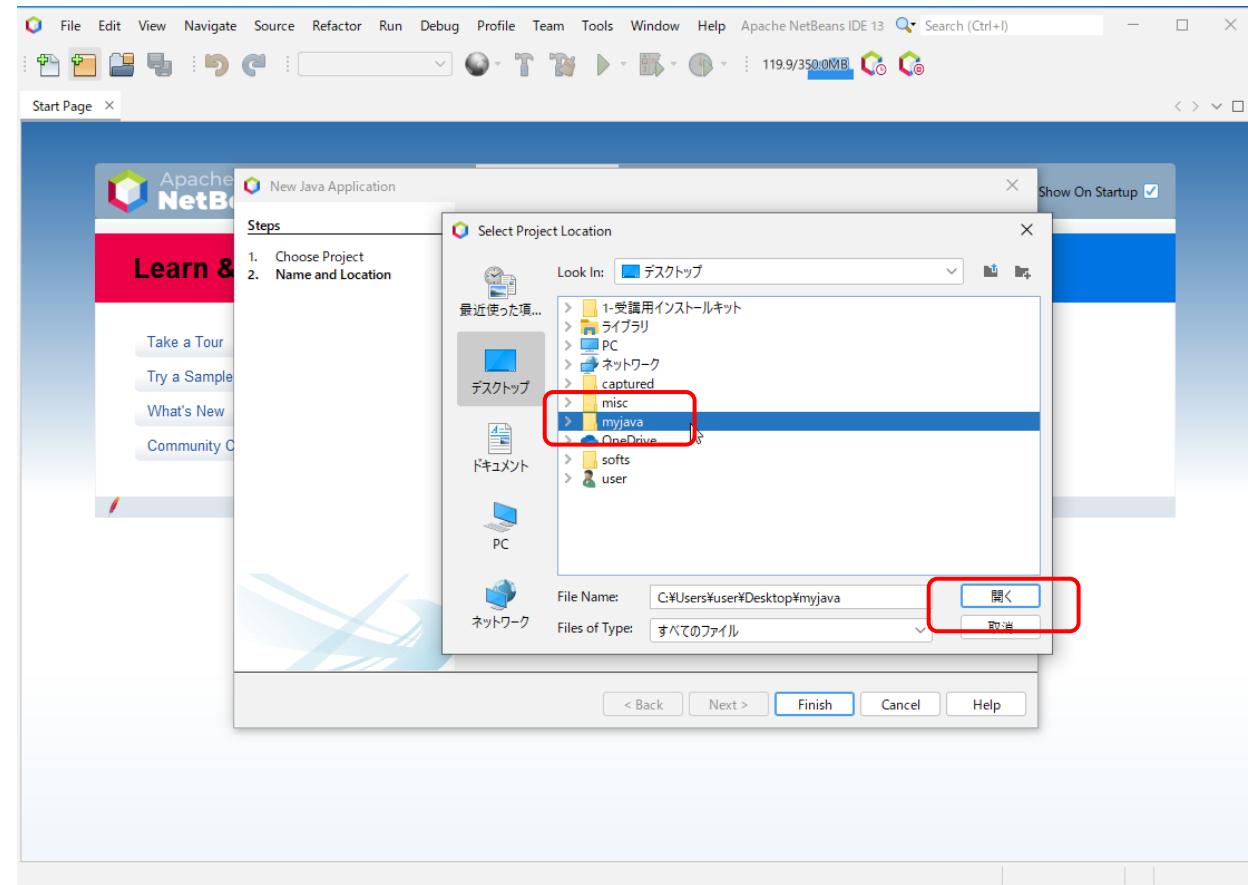 File Edit View Navigate Source Refactor Run Debug Profile Team Tools Window Help Apache NetBeans IDE 13 Search (Ctrl+I)
119.9/350.0MB
Start Page
Apache
NetB
Show On Startup
Learn &
Take a Tour
Try a Sample
What's New
Community
New Java Application
Steps
1. Choose Project
2. Name and Location
Select Project Location
Look In: デスクトップ
最近使った項...
デスクトップ
ドキュメント
PC
ネットワーク
1-受講用インストールキット
ライブラリ
PC
ネットワーク
captured
misc
myjava
OneDrive
softs
user
File Name: C:¥Users¥user¥Desktop¥myjava 開く
Files of Type: すべてのファイル 取消
< Back Next > Finish Cancel Help